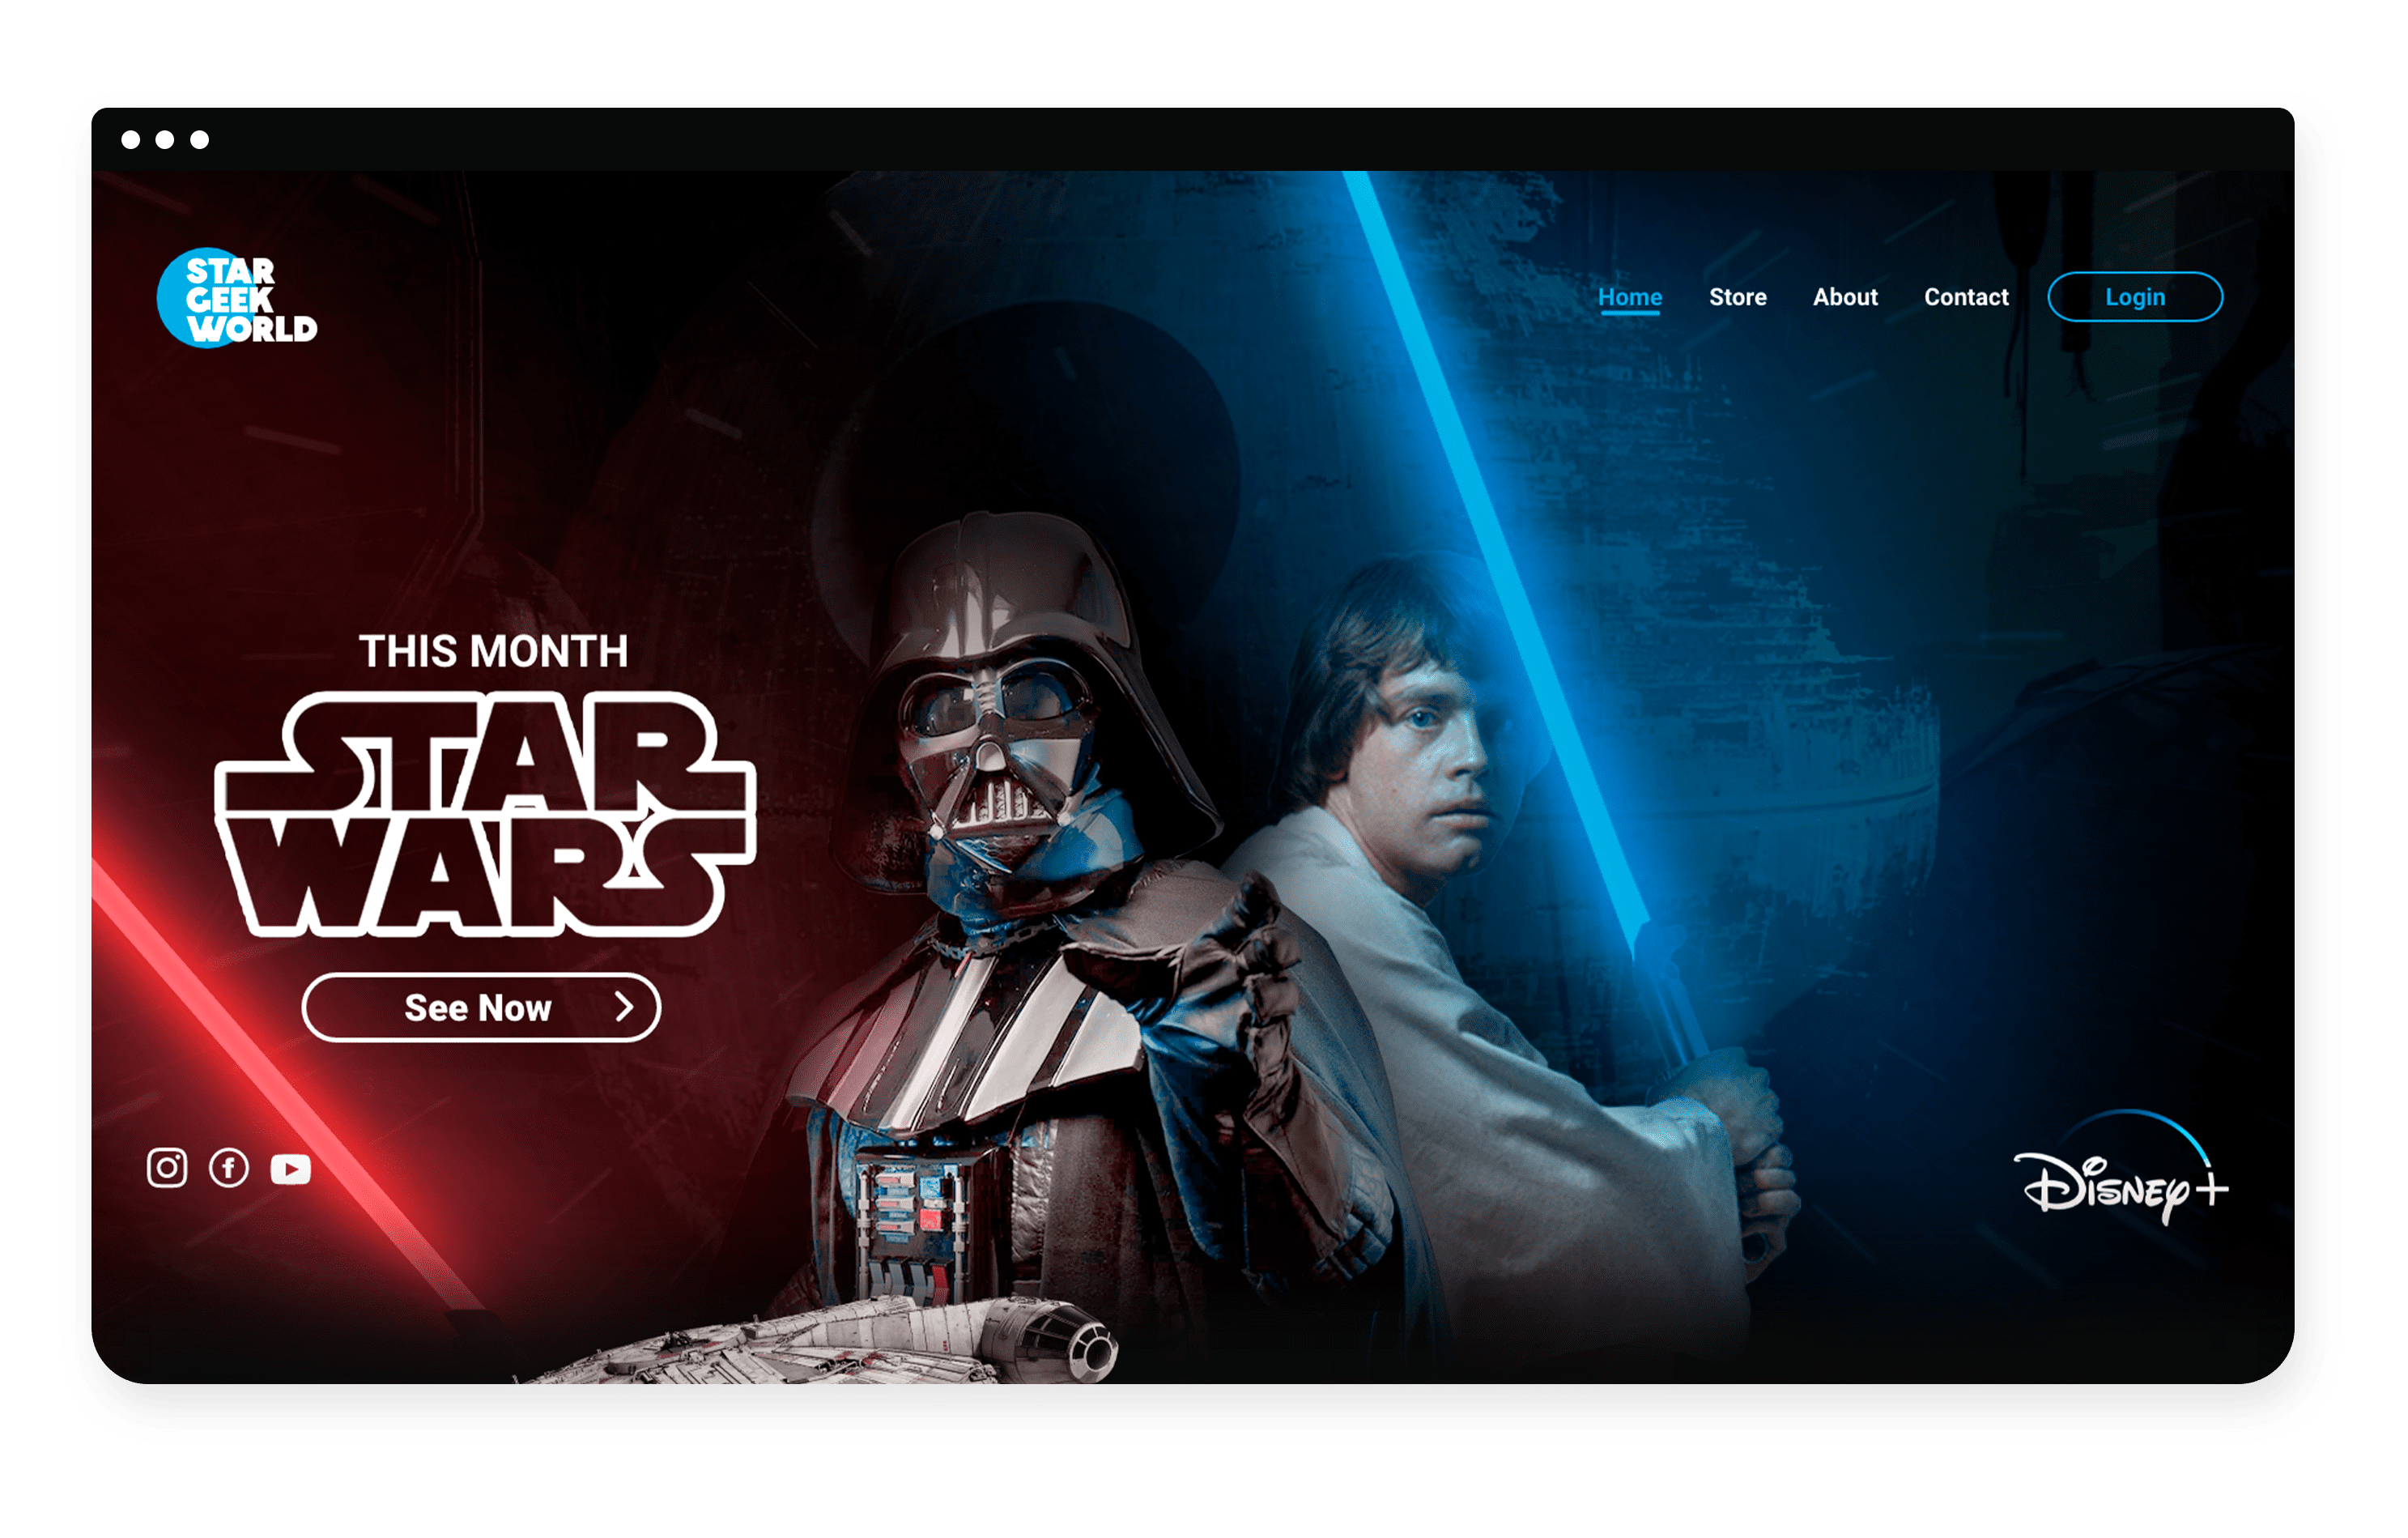 STAR
GEEK
WORLD
Home Store About Contact Login
THIS MONTH
STAR
WARS
See Now
Disney+